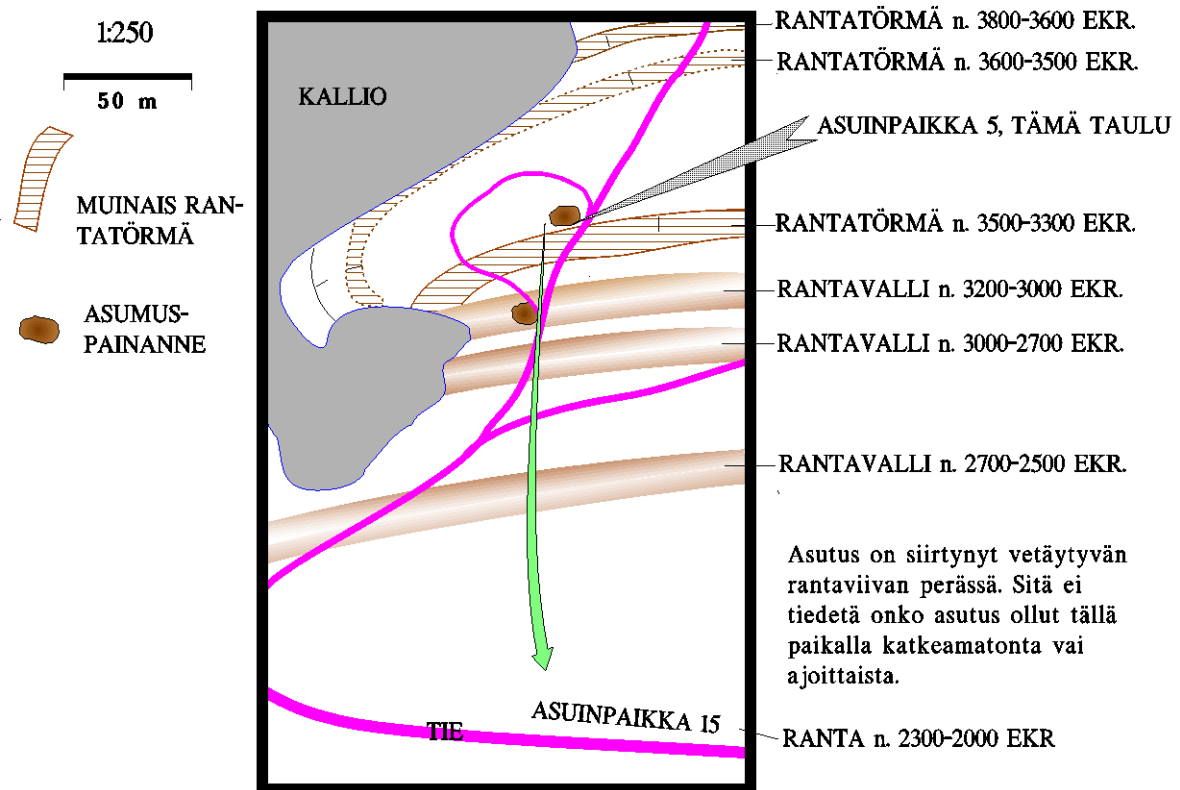 1:250
50 m
MUINAIS RAN-
TATÖRMÄ
ASUMUS-
PAINANNE
KALLIO
RANTATÖRMÄ n. 3800-3600 EKR.
RANTATÖRMÄ n. 3600-3500 EKR.
ASUINPAIKKA 5, TÄMÄ TAULU
RANTATÖRMÄ n. 3500-3300 EKR.
RANTAVALLI n. 3200-3000 EKR.
RANTAVALLI n. 3000-2700 EKR.
RANTAVALLI n. 2700-2500 EKR.
Asutus on siirtynyt vetäytyvän
rantaviivan perässä. Sitä ei
tiedetä onko asutus ollut tällä
paikalla katkeamatonta vai
ajoittaista.
ASUINPAIKKA 15
TIE
RANTA n. 2300-2000 EKR